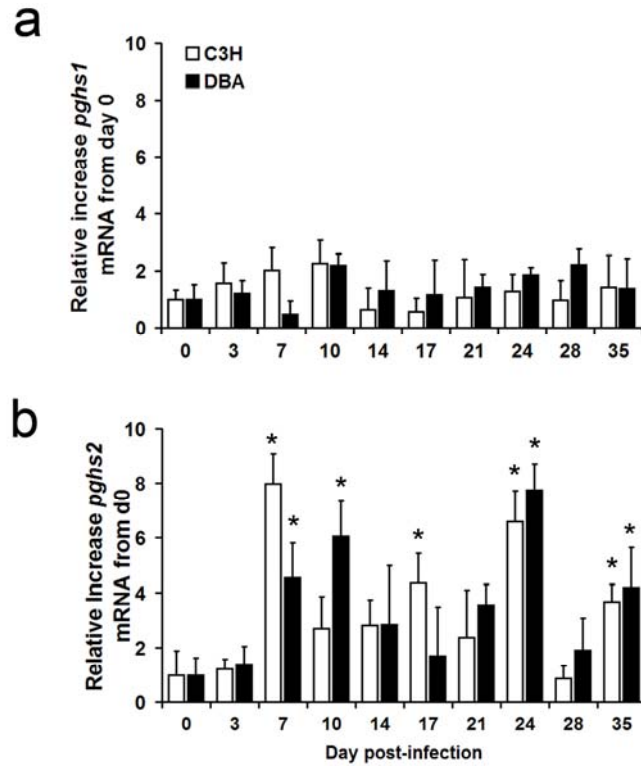 a
Relative increase pghs1
mRNA from day 0
10
8
6
4
2
0
C3H
DBA
0 3 7 10 14 17 21 24 28 35
b
Relative Increase pghs2
mRNA from d0
10
8
6
4
2
0
* * * * * * * *
0 3 7 10 14 17 21 24 28 35
Day post-infection